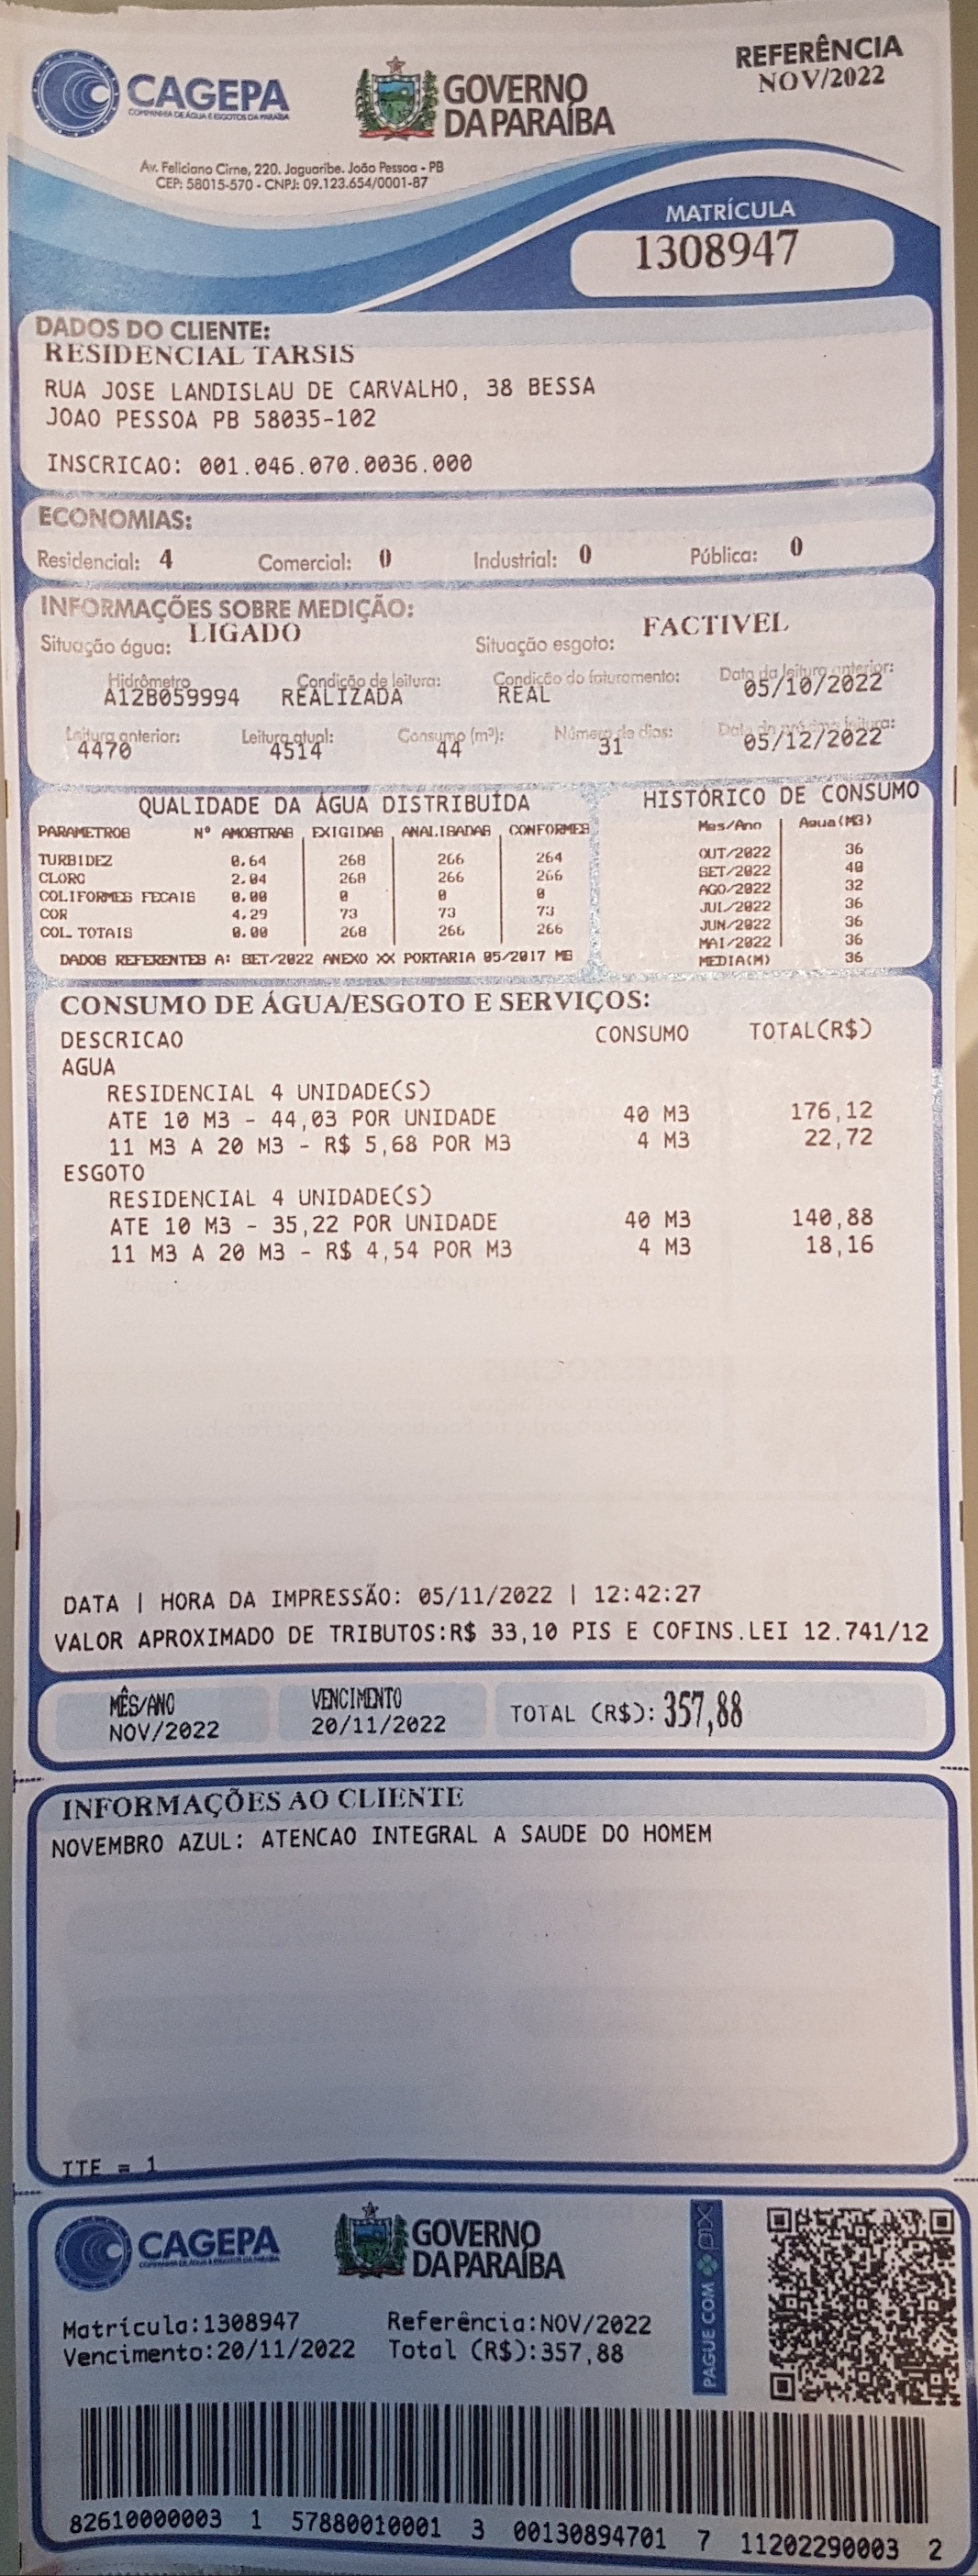 REFERÊNCIA
NOV/2022
CAGEPA
COMPANHIA DE ÁGUA E ESGOTOS DA PARAÍBA
GOVERNO
DA PARAÍBA
Av. Feliciano Cirne, 220. Jaguaribe. João Pessoa - PB
CEP: 58015-570 - CNPJ: 09.123.654/0001-87
MATRÍCULA
1308947
DADOS DO CLIENTE:
RESIDENCIAL TARSIS
RUA JOSE LANDISLAU DE CARVALHO, 38 BESSA
JOAO PESSOA PB 58035-102
INSCRICAO: 001.046.070.0036.000
ECONOMIAS:
Residencial: 4 Comercial: 0 Industrial: 0 Pública: 0
INFORMAÇÕES SOBRE MEDIÇÃO:
Situação água: LIGADO Situação esgoto: FACTIVEL
Hidrômetro Condição de leitura: Condição do faturamento: Data da leitura anterior:
A12B059994 REALIZADA REAL 05/10/2022
Leitura anterior: Leitura atual: Consumo (m³): Número de dias: Data da próxima leitura:
4470 4514 44 31 05/12/2022
QUALIDADE DA ÁGUA DISTRIBUÍDA
PARAMETROS Nº AMOSTRAS EXIGIDAS ANALISADAS CONFORMES
TURBIDEZ 0.64 268 266 264
CLORO 2.04 268 266 266
COLIFORMES FECAIS 0.00 0 0 0
COR 4.29 73 73 73
COL. TOTAIS 0.00 268 266 266
DADOS REFERENTES A: SET/2022 ANEXO XX PORTARIA 05/2017 MS
HISTÓRICO DE CONSUMO
Mes/Ano Agua(M3)
OUT/2022 36
SET/2022 40
AGO/2022 32
JUL/2022 36
JUN/2022 36
MAI/2022 36
MEDIA(M) 36
CONSUMO DE ÁGUA/ESGOTO E SERVIÇOS:
DESCRICAO CONSUMO TOTAL(R$)
AGUA
RESIDENCIAL 4 UNIDADE(S)
ATE 10 M3 - 44,03 POR UNIDADE 40 M3 176,12
11 M3 A 20 M3 - R$ 5,68 POR M3 4 M3 22,72
ESGOTO
RESIDENCIAL 4 UNIDADE(S)
ATE 10 M3 - 35,22 POR UNIDADE 40 M3 140,88
11 M3 A 20 M3 - R$ 4,54 POR M3 4 M3 18,16
DATA | HORA DA IMPRESSÃO: 05/11/2022 | 12:42:27
VALOR APROXIMADO DE TRIBUTOS:R$ 33,10 PIS E COFINS.LEI 12.741/12
MÊS/ANO VENCIMENTO TOTAL (R$): 357,88
NOV/2022 20/11/2022
INFORMAÇÕES AO CLIENTE
NOVEMBRO AZUL: ATENCAO INTEGRAL A SAUDE DO HOMEM
ITE = 1
CAGEPA
COMPANHIA DE ÁGUA E ESGOTOS DA PARAÍBA
GOVERNO
DA PARAÍBA
PAGUE COM pix
Matrícula:1308947 Referência:NOV/2022
Vencimento:20/11/2022 Total (R$):357,88
82610000003 1 57880010001 3 00130894701 7 11202290003 2